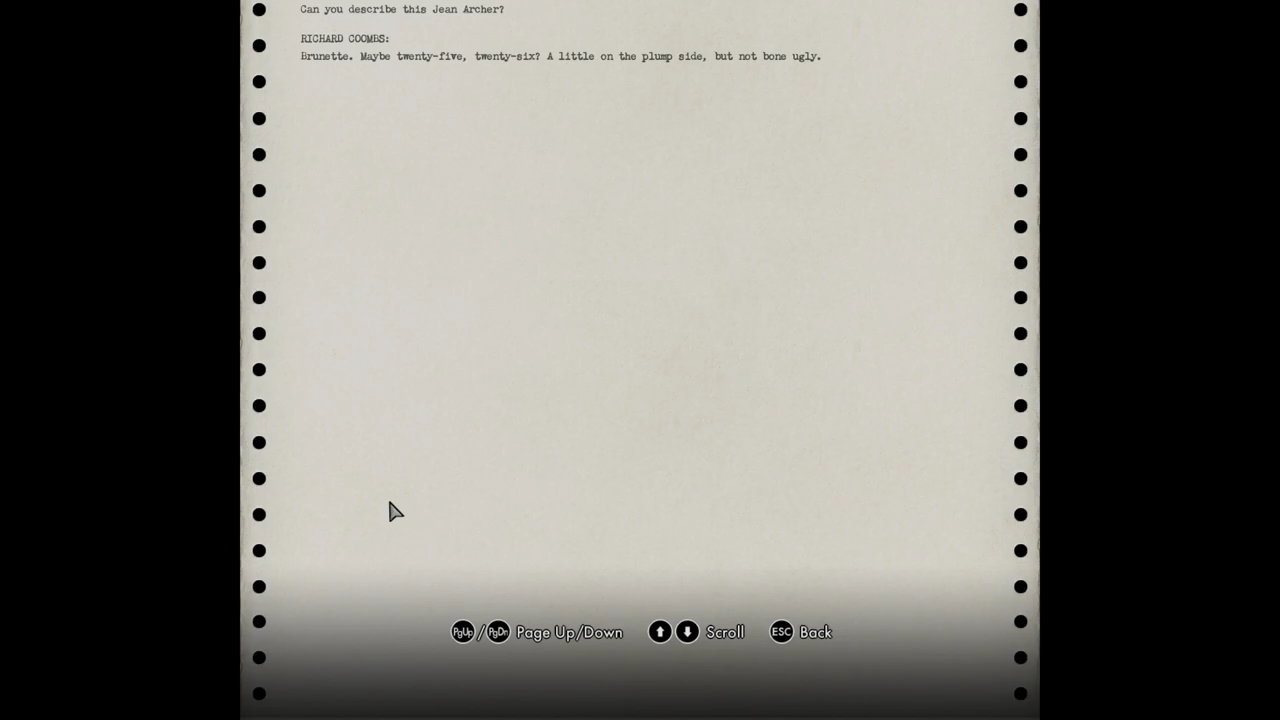 Can you describe this Jean Archer?
RICHARD COOMBS:
Brunette. Maybe twenty-five, twenty-six? A little on the plump side, but not bone ugly.
PgUp / PgDn Page Up/Down Scroll ESC Back